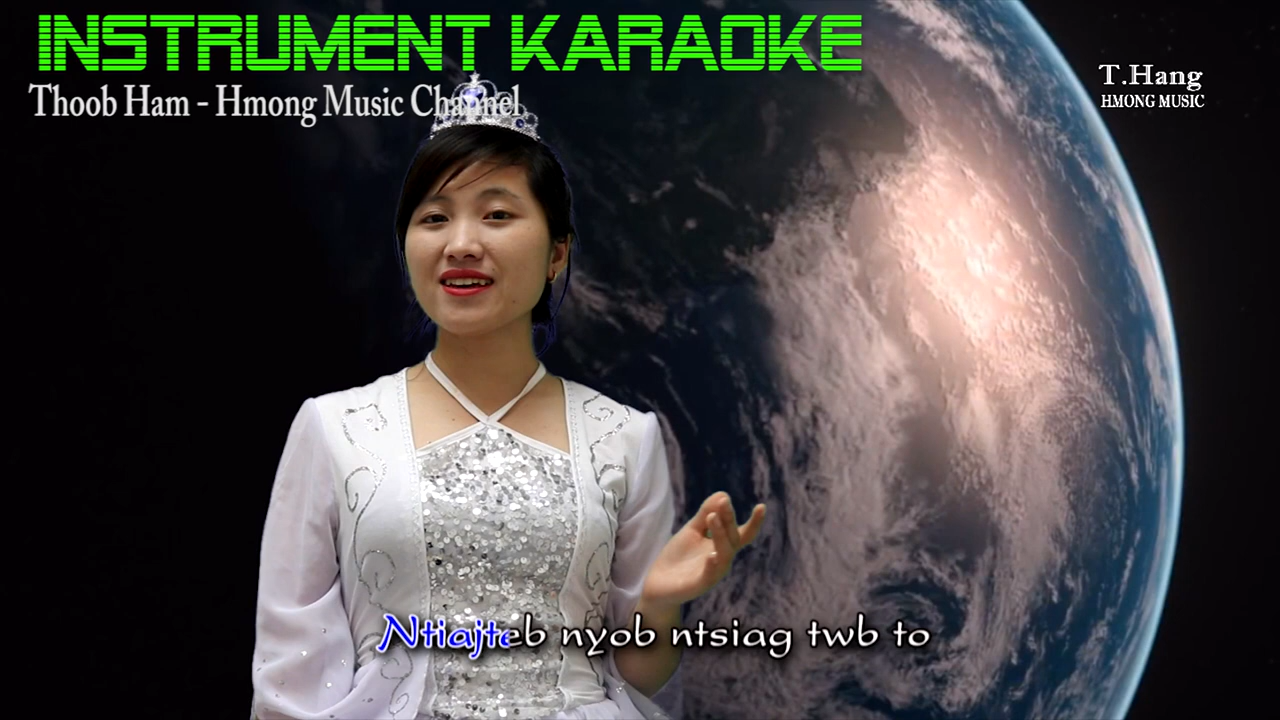 INSTRUMENT KARAOKE
Thoob Ham - Hmong Music Channel
T.Hang
HMONG MUSIC
Ntiajteb nyob ntsiag twb to